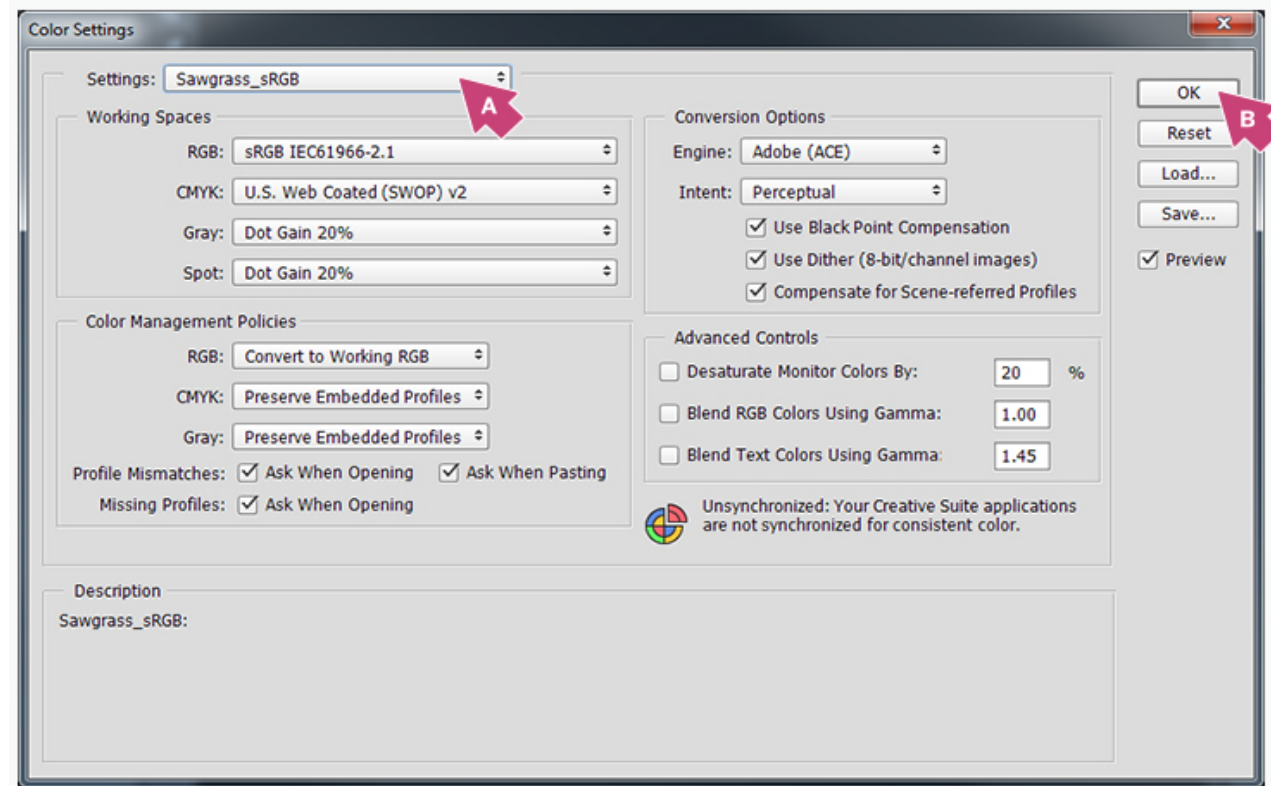 Color Settings
Settings: Sawgrass_sRGB
A
Working Spaces
RGB: sRGB IEC61966-2.1
CMYK: U.S. Web Coated (SWOP) v2
Gray: Dot Gain 20%
Spot: Dot Gain 20%
Color Management Policies
RGB: Convert to Working RGB
CMYK: Preserve Embedded Profiles
Gray: Preserve Embedded Profiles
Profile Mismatches: Ask When Opening Ask When Pasting
Missing Profiles: Ask When Opening
Conversion Options
Engine: Adobe (ACE)
Intent: Perceptual
Use Black Point Compensation
Use Dither (8-bit/channel images)
Compensate for Scene-referred Profiles
Advanced Controls
Desaturate Monitor Colors By: 20 %
Blend RGB Colors Using Gamma: 1.00
Blend Text Colors Using Gamma: 1.45
Unsynchronized: Your Creative Suite applications
are not synchronized for consistent color.
OK
B
Reset
Load...
Save...
Preview
Description
Sawgrass_sRGB: